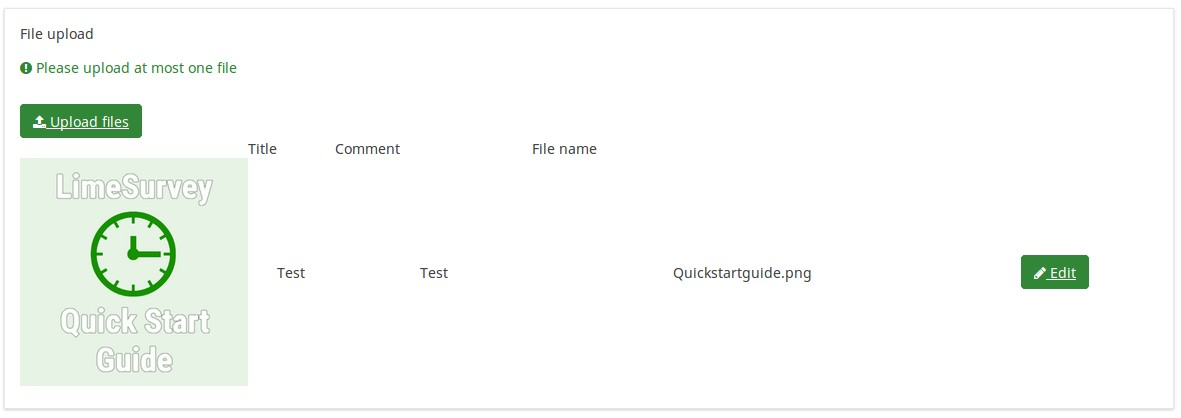 File upload
Please upload at most one file
Upload files
Title Comment File name
LimeSurvey
Quick Start
Guide
Test Test Quickstartguide.png Edit